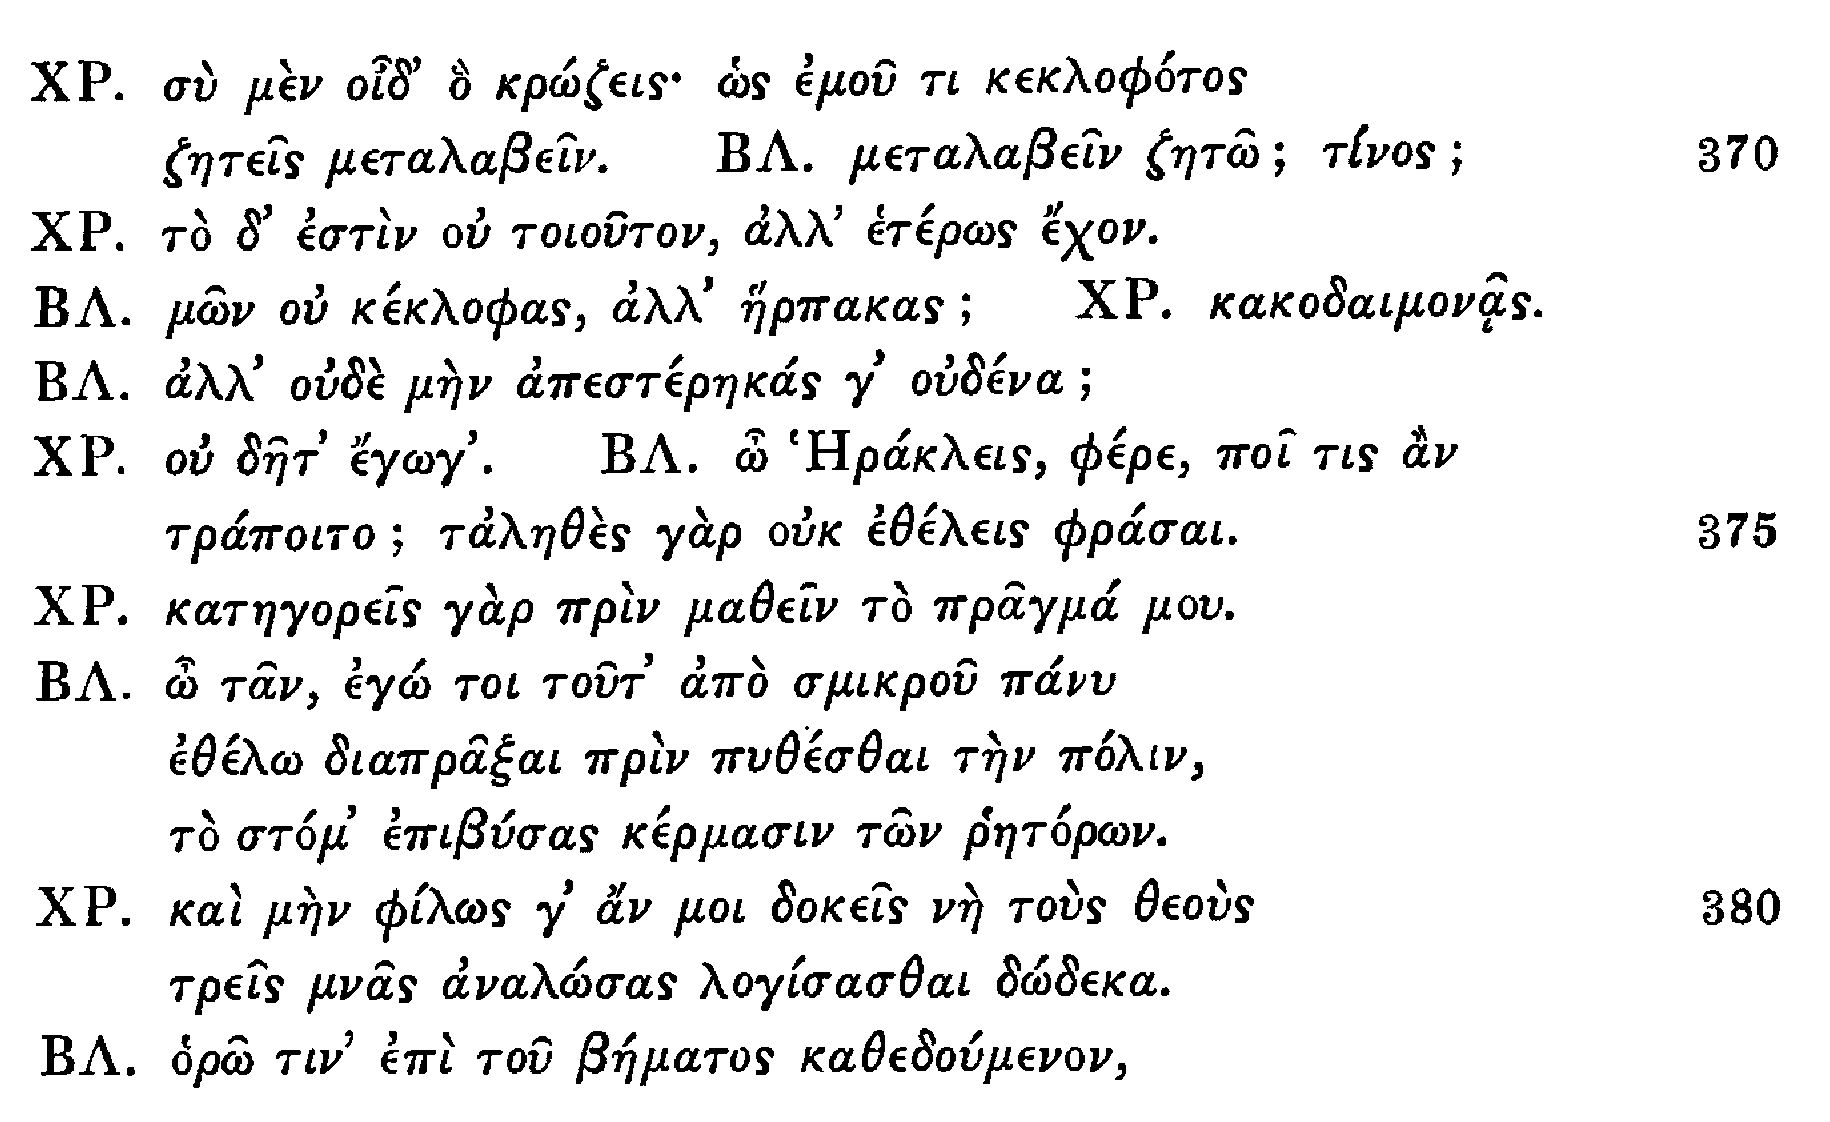 ΧΡ. σὺ μὲν οἶδ’ ὃ κρώζεις· ὡς ἐμοῦ τι κεκλοφότος
ζητεῖς μεταλαβεῖν. ΒΛ. μεταλαβεῖν ζητῶ; τίνος; 370
ΧΡ. τὸ δ’ ἐστὶν οὐ τοιοῦτον, ἀλλ’ ἑτέρως ἔχον.
ΒΛ. μῶν οὐ κέκλοφας, ἀλλ’ ἥρπακας; ΧΡ. κακοδαιμονᾷς.
ΒΛ. ἀλλ’ οὐδὲ μὴν ἀπεστέρηκάς γ’ οὐδένα;
ΧΡ. οὐ δῆτ’ ἔγωγ’. ΒΛ. ὦ Ἡράκλεις, φέρε, ποῖ τις ἂν
τράποιτο; τἀληθὲς γὰρ οὐκ ἐθέλεις φράσαι. 375
ΧΡ. κατηγορεῖς γὰρ πρὶν μαθεῖν τὸ πρᾶγμά μου.
ΒΛ. ὦ τᾶν, ἐγώ τοι τοῦτ’ ἀπὸ σμικροῦ πάνυ
ἐθέλω διαπρᾶξαι πρὶν πυθέσθαι τὴν πόλιν,
τὸ στόμ’ ἐπιβύσας κέρμασιν τῶν ῥητόρων.
ΧΡ. καὶ μὴν φίλως γ’ ἄν μοι δοκεῖς νὴ τοὺς θεοὺς 380
τρεῖς μνᾶς ἀναλώσας λογίσασθαι δώδεκα.
ΒΛ. ὁρῶ τιν’ ἐπὶ τοῦ βήματος καθεδούμενον,